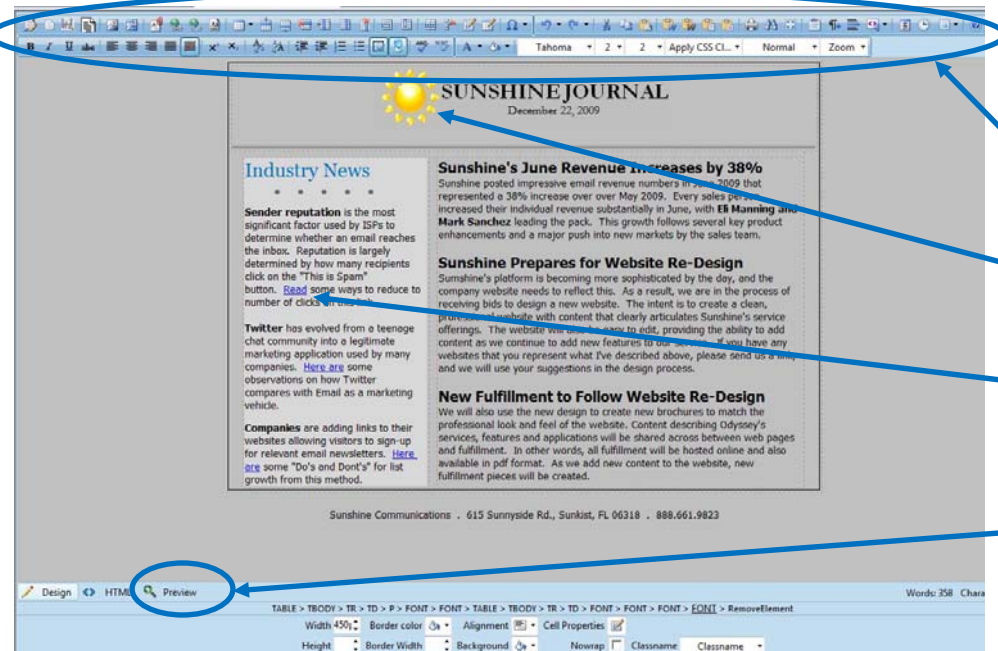 B I U abc Tahoma 2 2 Apply CSS Cl... Normal Zoom
SUNSHINE JOURNAL
December 22, 2009
Industry News
Sender reputation is the most
significant factor used by ISPs to
determine whether an email reaches
the inbox. Reputation is largely
determined by how many recipients
click on the "This is Spam"
button. Read some ways to reduce to
number of clicks on this link.
Twitter has evolved from a teenage
chat community into a legitimate
marketing application used by many
companies. Here are some
observations on how Twitter
compares with Email as a marketing
vehicle.
Companies are adding links to their
websites allowing visitors to sign-up
for relevant email newsletters. Here
are some "Do's and Dont's" for list
growth from this method.
Sunshine's June Revenue Increases by 38%
Sunshine posted impressive email revenue numbers in June 2009 that
represented a 38% increase over over May 2009. Every sales person
increased their individual revenue substantially in June, with Eli Manning and
Mark Sanchez leading the pack. This growth follows several key product
enhancements and a major push into new markets by the sales team.
Sunshine Prepares for Website Re-Design
Sumshine's platform is becoming more sophisticated by the day, and the
company website needs to reflect this. As a result, we are in the process of
receiving bids to design a new website. The intent is to create a clean,
professional website with content that clearly articulates Sunshine's service
offerings. The website will also be easy to edit, providing the ability to add
content as we continue to add new features to our service. If you have any
websites that you represent what I've described above, please send us a link,
and we will use your suggestions in the design process.
New Fulfillment to Follow Website Re-Design
We will also use the new design to create new brochures to match the
professional look and feel of the website. Content describing Odyssey's
services, features and applications will be shared across between web pages
and fulfillment. In other words, all fulfillment will be hosted online and also
available in pdf format. As we add new content to the website, new
fulfillment pieces will be created.
Sunshine Communications . 615 Sunnyside Rd., Sunkist, FL 06318 . 888.661.9823
Design HTML Preview Words: 358 Chara
TABLE > TBODY > TR > TD > P > FONT > FONT > TABLE > TBODY > TR > TD > FONT > FONT > FONT > FONT > RemoveElement
Width 450 Border color Alignment Cell Properties
Height Border Width Background Nowrap Classname Classname